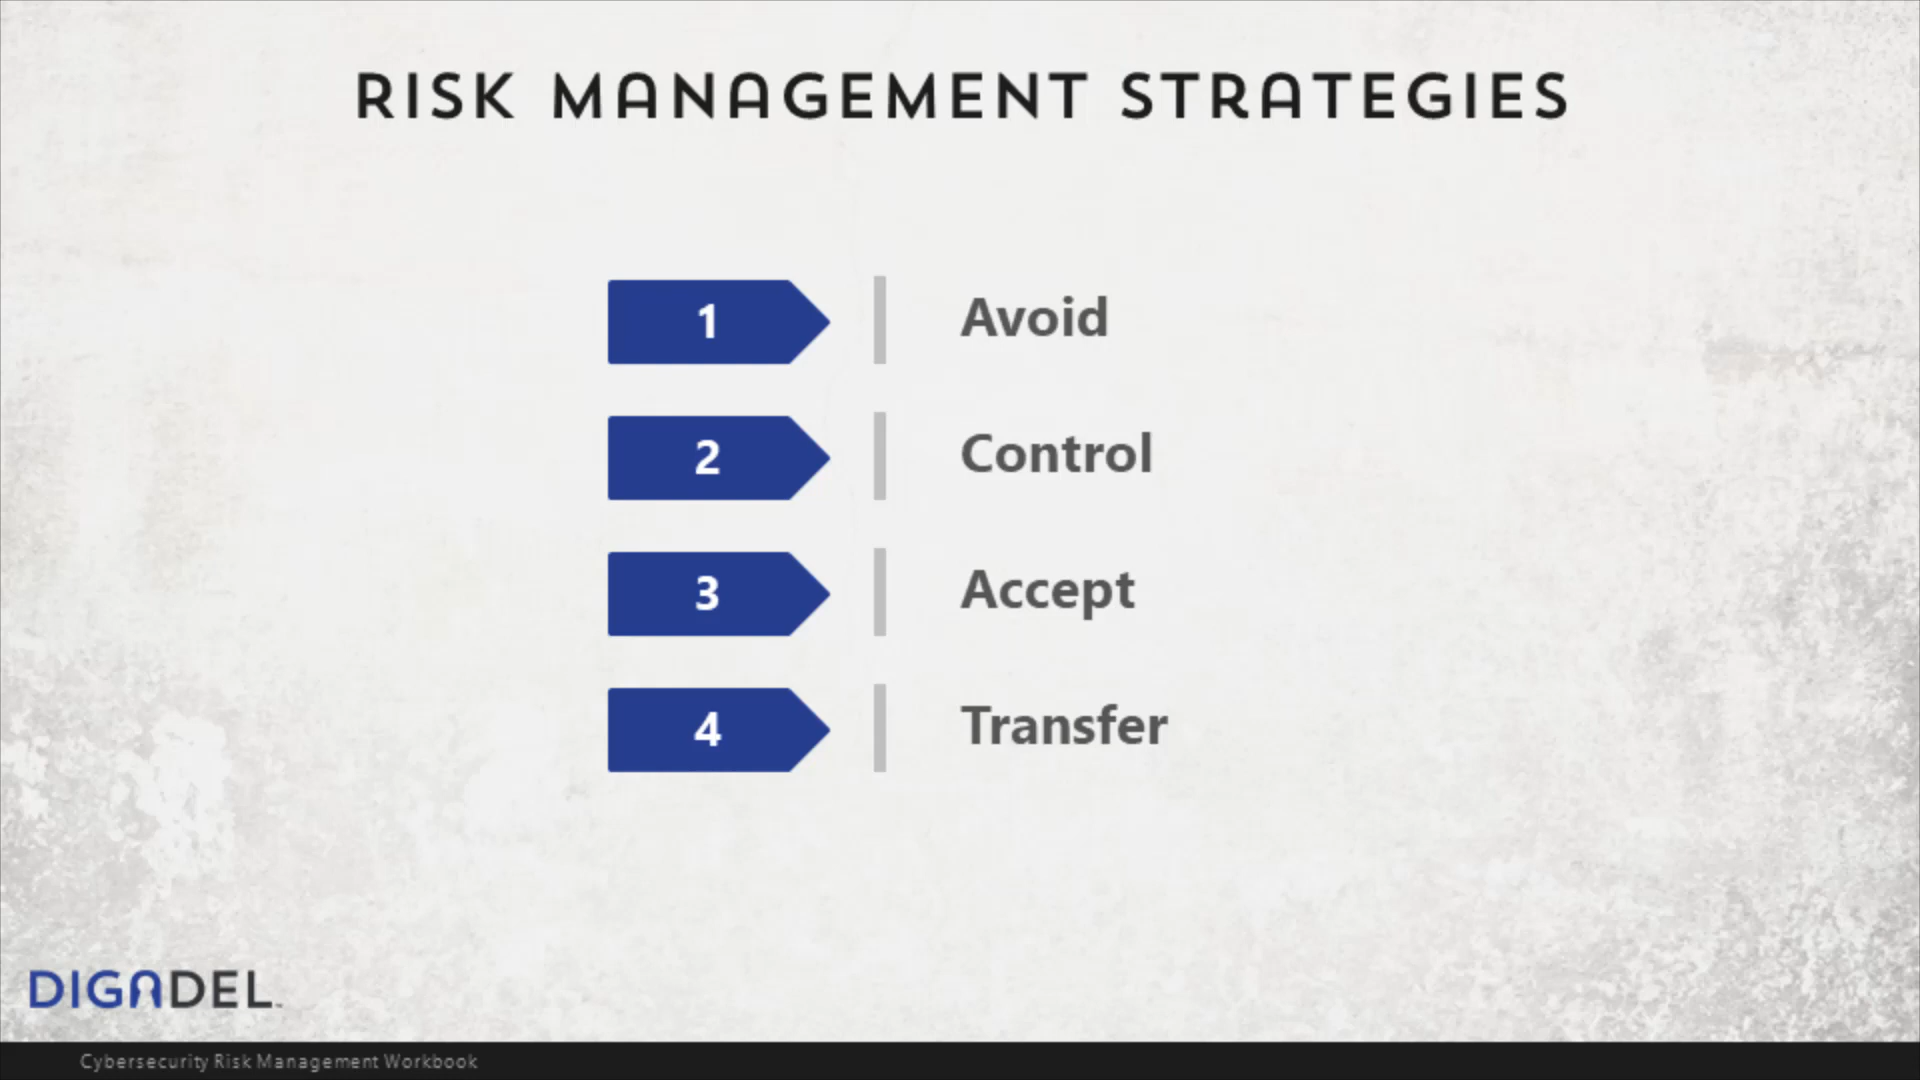 RISK MANAGEMENT STRATEGIES
1 Avoid
2 Control
3 Accept
4 Transfer
DIGADEL
Cybersecurity Risk Management Workbook